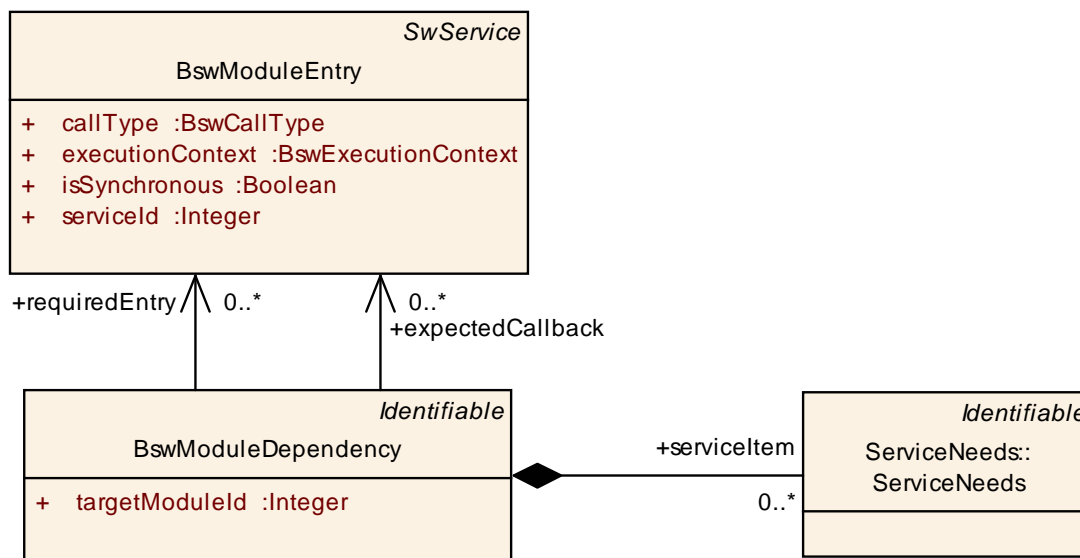 SwService
BswModuleEntry
+ callType :BswCallType
+ executionContext :BswExecutionContext
+ isSynchronous :Boolean
+ serviceId :Integer
+requiredEntry 0..* 0..*
+expectedCallback
Identifiable
BswModuleDependency
+ targetModuleId :Integer
+serviceItem
0..*
Identifiable
ServiceNeeds::
ServiceNeeds